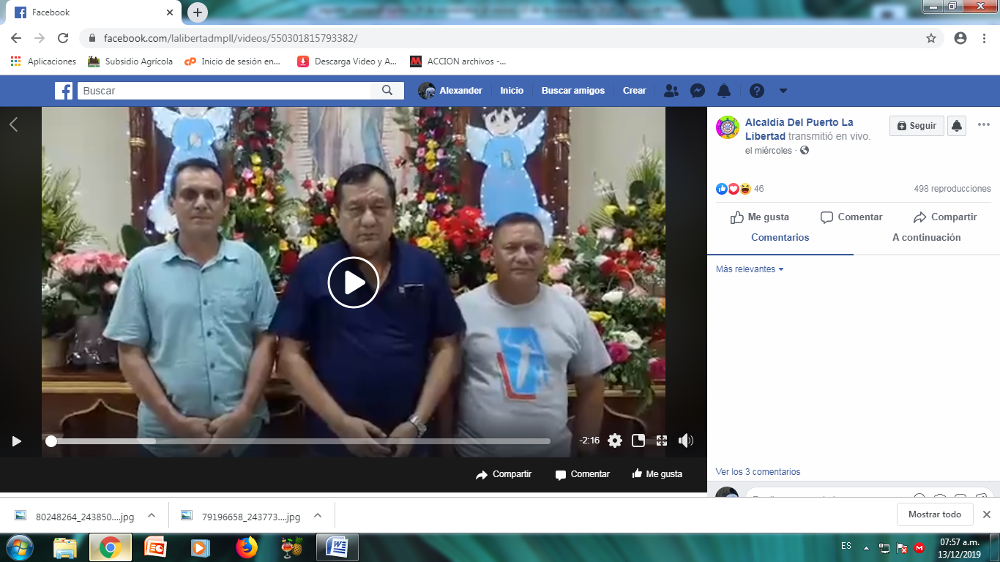 Facebook
facebook.com/lalibertadmpll/videos/550301815793382/
Aplicaciones
Subsidio Agrícola
Inicio de sesión en...
Descarga Video y A...
ACCION archivos -...
Buscar
Alexander
Inicio
Buscar amigos
Crear
Alcaldía Del Puerto La
Libertad transmitió en vivo.
el miércoles ·
Seguir
46
498 reproducciones
Me gusta
Comentar
Compartir
Comentarios
A continuación
Más relevantes
-2:16
Compartir
Comentar
Me gusta
Ver los 3 comentarios
80248264_243850....jpg
79196658_243773....jpg
Mostrar todo
ES
07:57 a.m.
13/12/2019